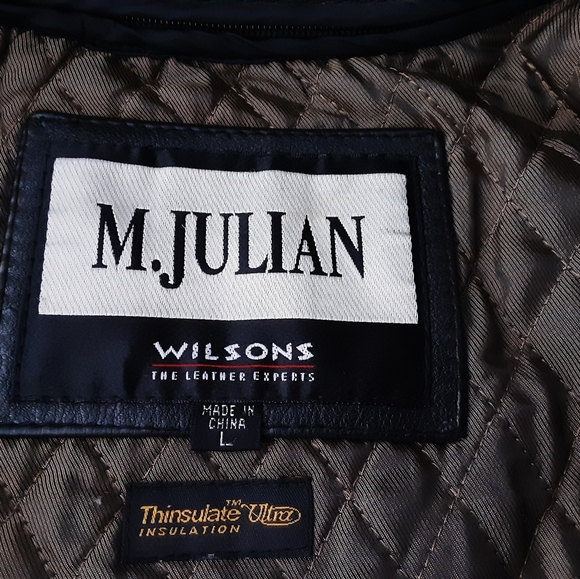 M.JULIAN
WILSONS
THE LEATHER EXPERTS
MADE IN
CHINA
L
Thinsulate™ Ultra
INSULATION